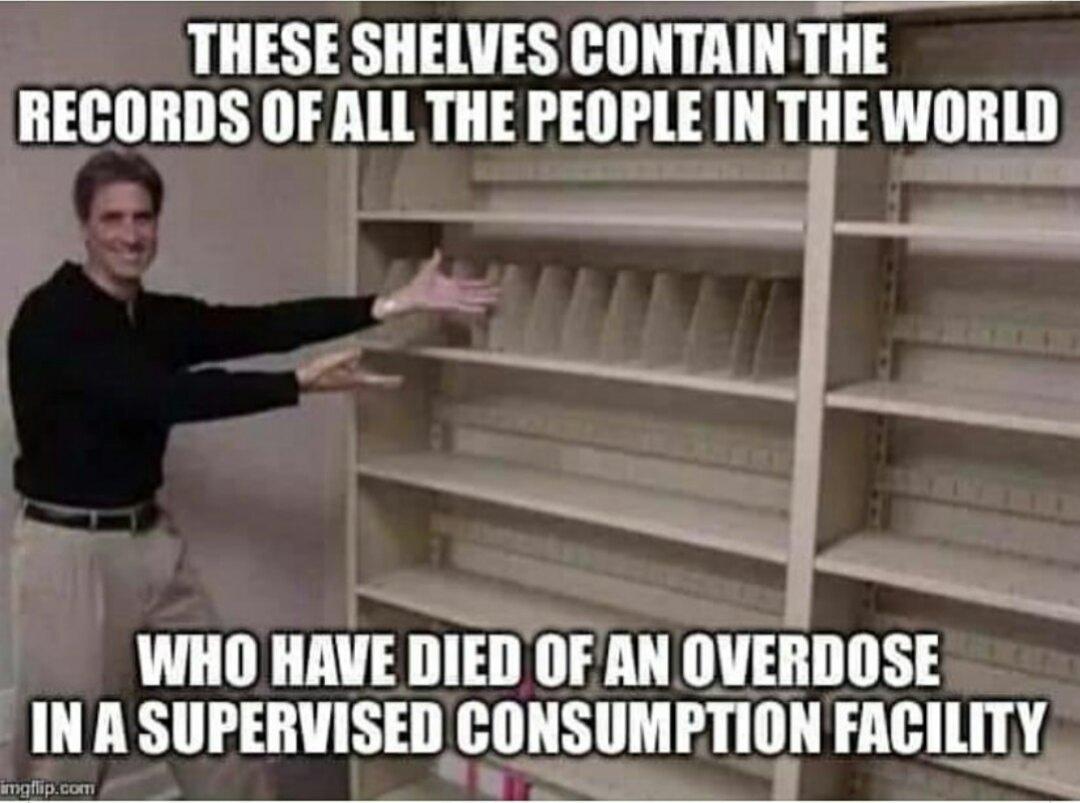 THESE SHELVES CONTAIN THE
RECORDS OF ALL THE PEOPLE IN THE WORLD
WHO HAVE DIED OF AN OVERDOSE
IN A SUPERVISED CONSUMPTION FACILITY
imgflip.com